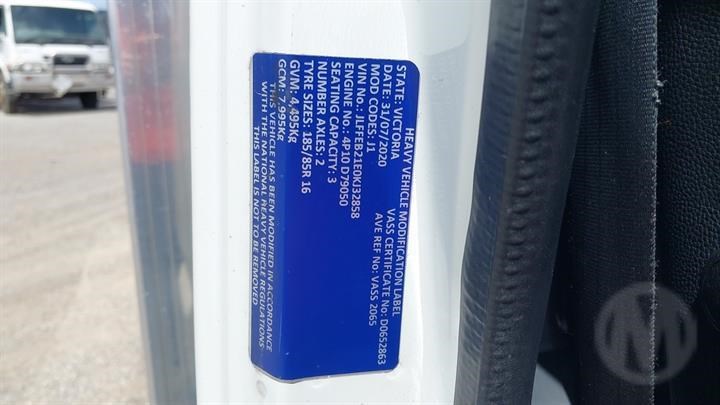 HEAVY VEHICLE MODIFICATION LABEL
STATE: VICTORIA VASS CERTIFICATE No: D0652863
DATE: 31/07/2020 AVE REF No: VASS 2065
MOD CODES: J1
VIN No: JLFFEB21E0KJ32858
ENGINE No: 4P10 D79050
SEATING CAPACITY: 3
NUMBER AXLES: 2
TYRE SIZES: 185/85R 16
GVM: 4,495Kg
GCM: 7,995Kg
THIS VEHICLE HAS BEEN MODIFIED IN ACCORDANCE
WITH THE NATIONAL HEAVY VEHICLE REGULATIONS
THIS LABEL IS NOT TO BE REMOVED
M